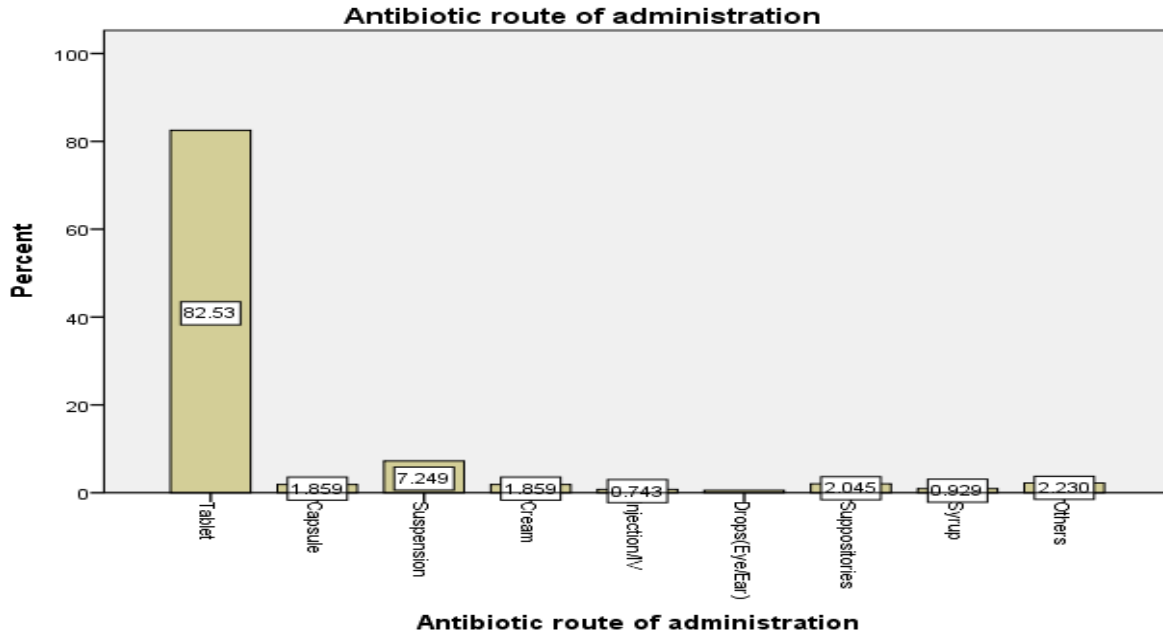 Antibiotic route of administration
Percent
100
80
60
40
20
0
82.53
1.859
7.249
1.859
0.743
2.045
0.929
2.230
Tablet
Capsule
Suspension
Cream
Injection/IV
Drops(Eye/Ear)
Suppositories
Syrup
Others
Antibiotic route of administration